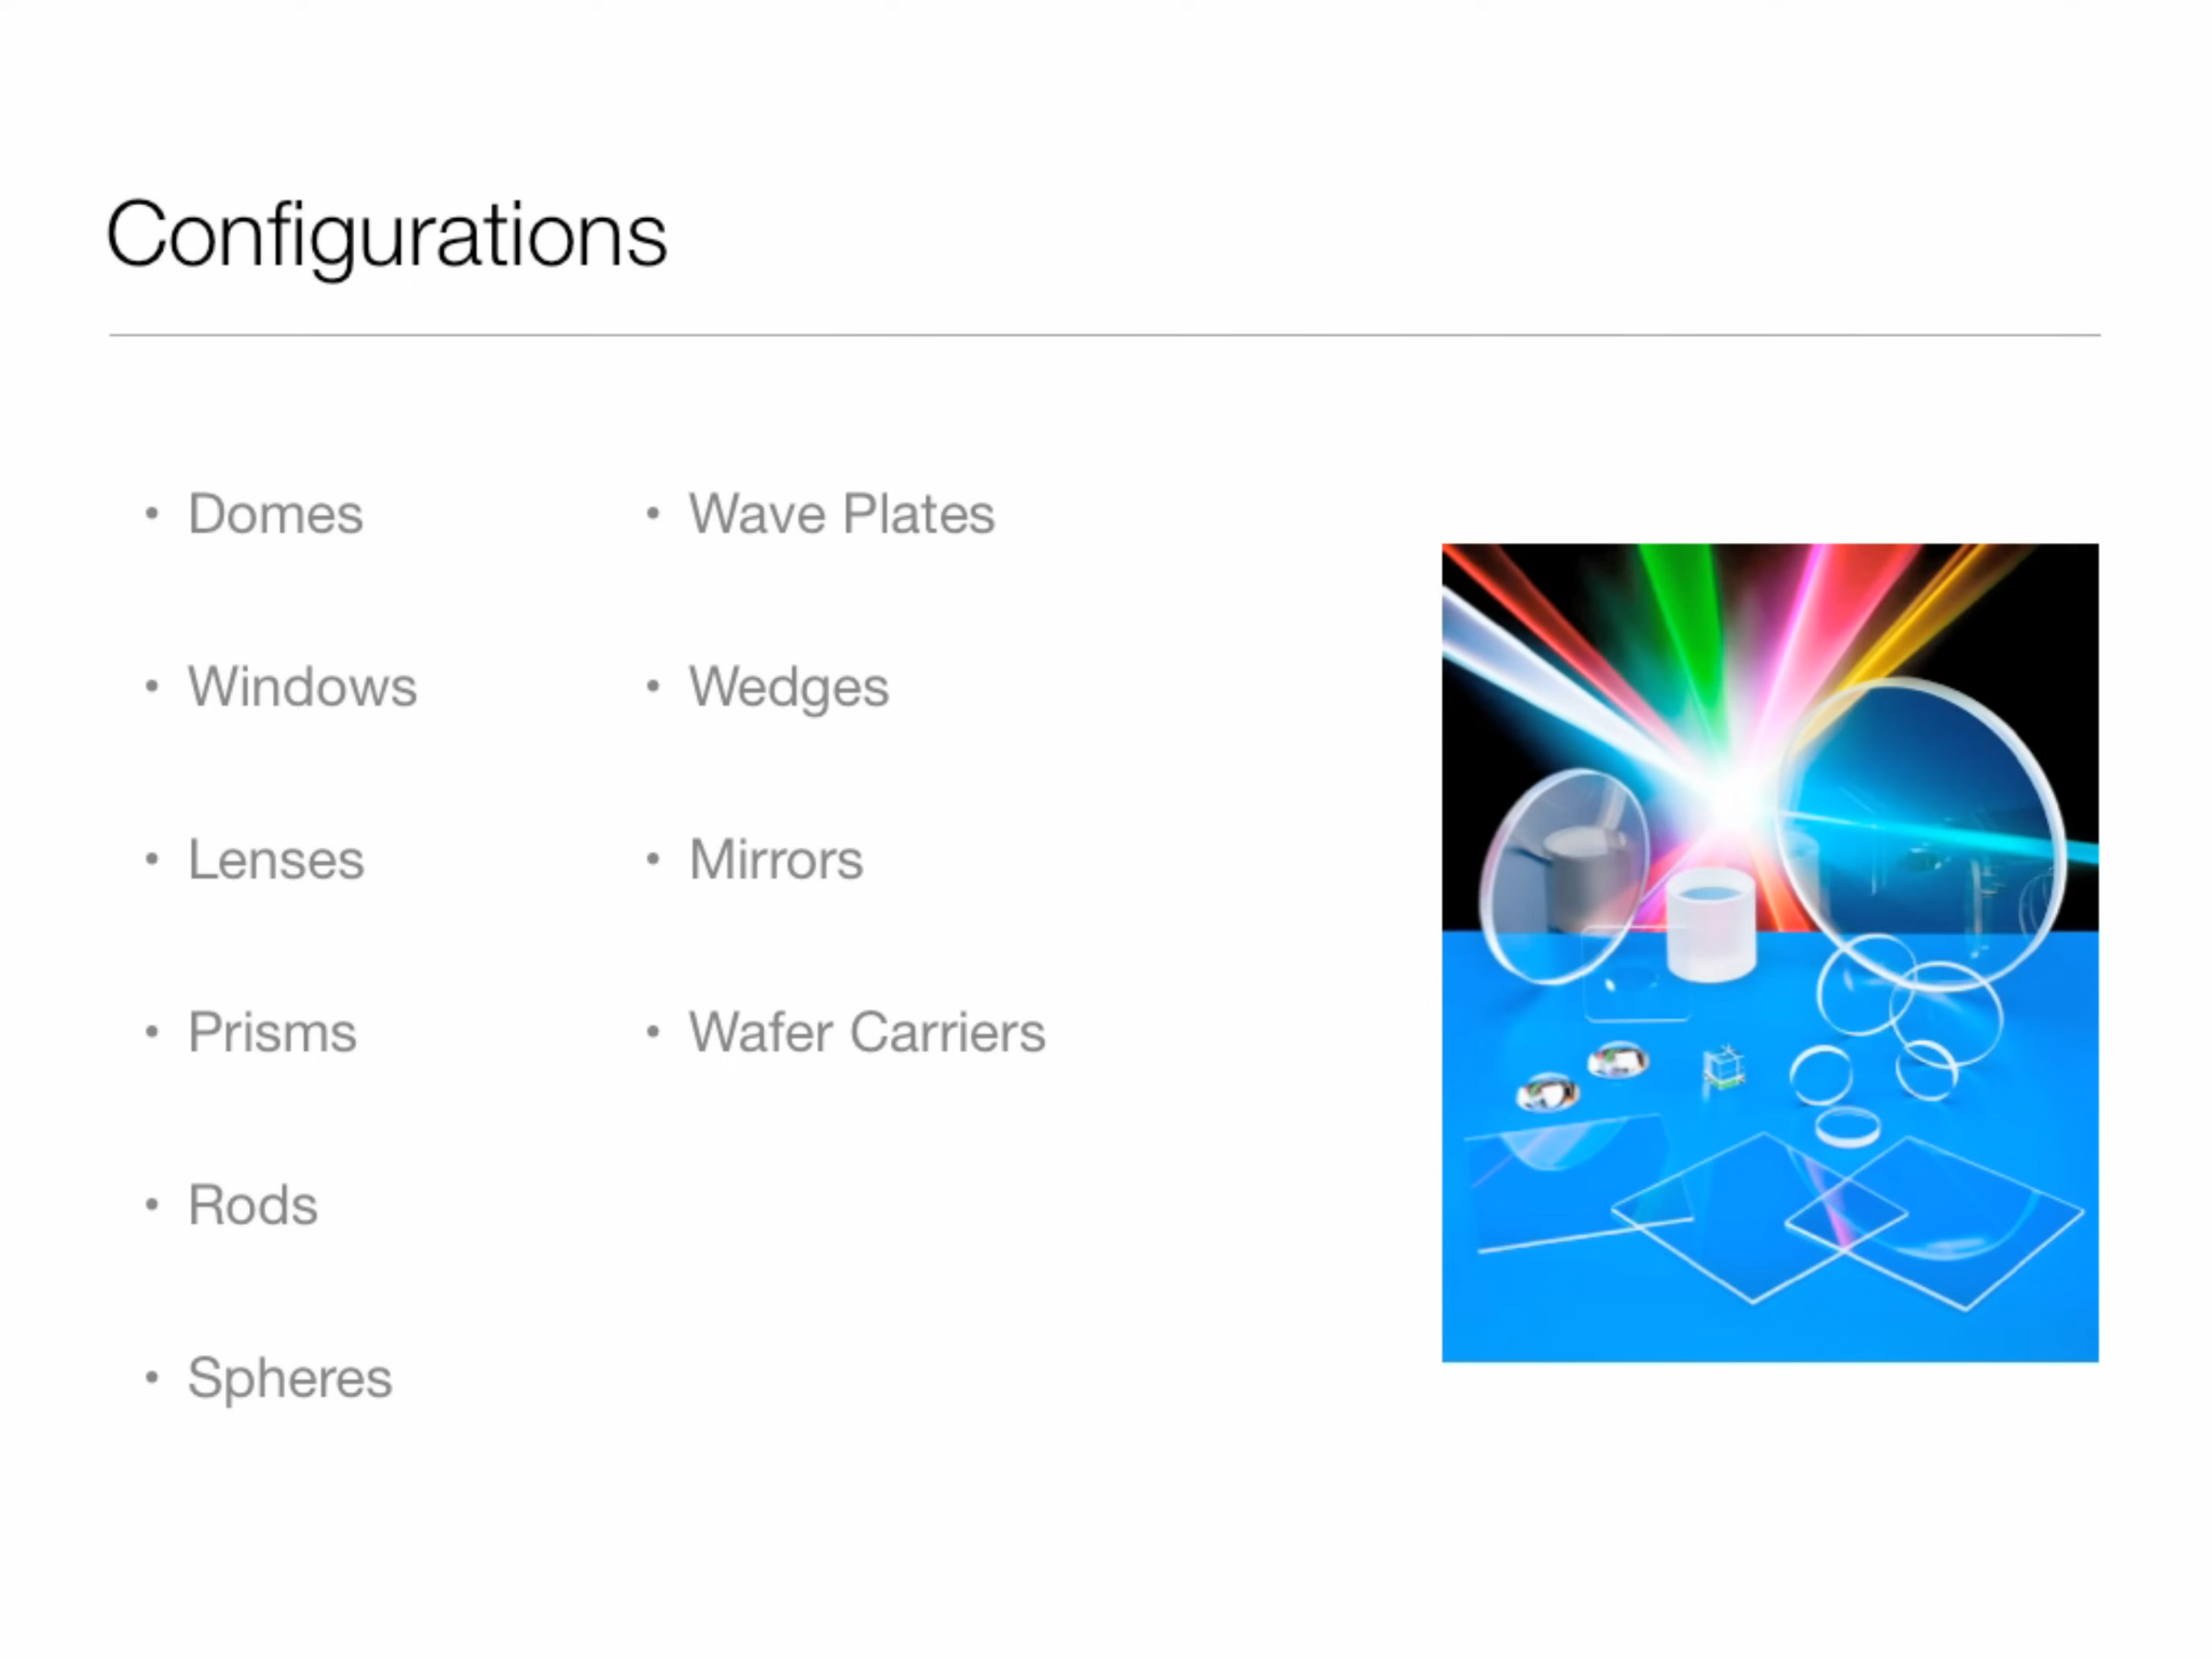 Configurations
• Domes
• Windows
• Lenses
• Prisms
• Rods
• Spheres
• Wave Plates
• Wedges
• Mirrors
• Wafer Carriers